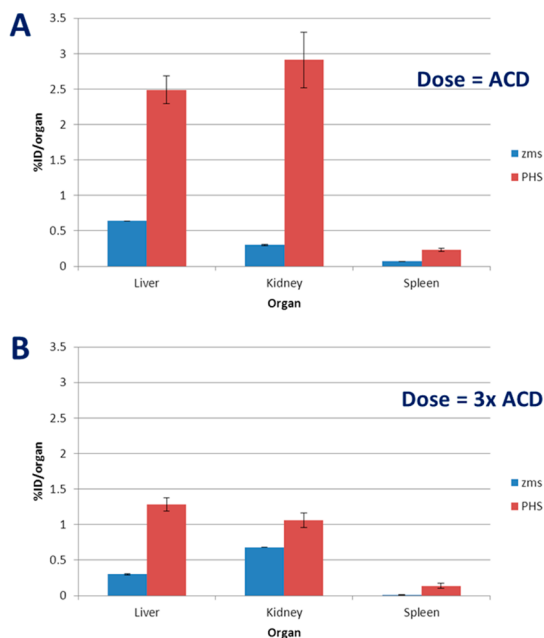 A
3.5
3
2.5
2
1.5
1
0.5
0
%ID/organ
Dose = ACD
zms
PHS
Liver Kidney Spleen
Organ
B
3.5
3
2.5
2
1.5
1
0.5
0
%ID/organ
Dose = 3x ACD
zms
PHS
Liver Kidney Spleen
Organ